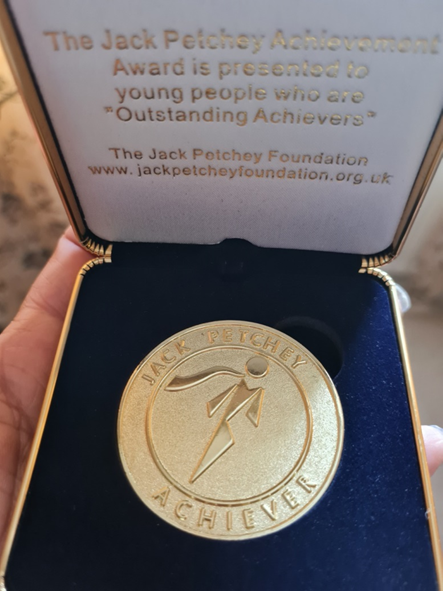 The Jack Petchey Achievement
Award is presented to
young people who are
"Outstanding Achievers"
The Jack Petchey Foundation
www.jackpetcheyfoundation.org.uk
JACK PETCHEY
ACHIEVER